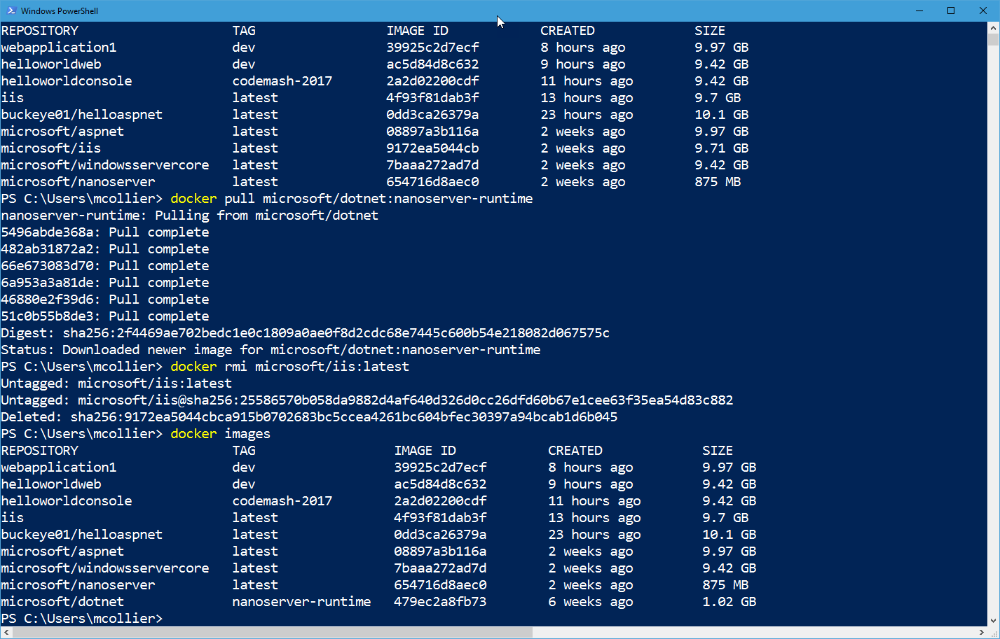 Windows PowerShell
REPOSITORY                    TAG                 IMAGE ID            CREATED             SIZE
webapplication1               dev                 39925c2d7ecf        8 hours ago         9.97 GB
helloworldweb                 dev                 ac5d84d8c632        9 hours ago         9.42 GB
helloworldconsole             codemash-2017       2a2d02200cdf        11 hours ago        9.42 GB
iis                           latest              4f93f81dab3f        13 hours ago        9.7 GB
buckeye01/helloaspnet         latest              0dd3ca26379a        23 hours ago        10.1 GB
microsoft/aspnet              latest              08897a3b116a        2 weeks ago         9.97 GB
microsoft/iis                 latest              9172ea5044cb        2 weeks ago         9.71 GB
microsoft/windowsservercore   latest              7baaa272ad7d        2 weeks ago         9.42 GB
microsoft/nanoserver          latest              654716d8aec0        2 weeks ago         875 MB
PS C:\Users\mcollier> docker pull microsoft/dotnet:nanoserver-runtime
nanoserver-runtime: Pulling from microsoft/dotnet
5496abde368a: Pull complete
482ab31872a2: Pull complete
66e673083d70: Pull complete
6a953a3a81de: Pull complete
46880e2f39d6: Pull complete
51c0b55b8de3: Pull complete
Digest: sha256:2f4469ae702bedc1e0c1809a0ae0f8d2cdc68e7445c600b54e218082d067575c
Status: Downloaded newer image for microsoft/dotnet:nanoserver-runtime
PS C:\Users\mcollier> docker rmi microsoft/iis:latest
Untagged: microsoft/iis:latest
Untagged: microsoft/iis@sha256:25586570b058da9882d4af640d326d0cc26dfd60b67e1cee63f35ea54d83c882
Deleted: sha256:9172ea5044cbca915b0702683bc5ccea4261bc604bfec30397a94bcab1d6b045
PS C:\Users\mcollier> docker images
REPOSITORY                    TAG                  IMAGE ID            CREATED             SIZE
webapplication1               dev                  39925c2d7ecf        8 hours ago         9.97 GB
helloworldweb                 dev                  ac5d84d8c632        9 hours ago         9.42 GB
helloworldconsole             codemash-2017        2a2d02200cdf        11 hours ago        9.42 GB
iis                           latest               4f93f81dab3f        13 hours ago        9.7 GB
buckeye01/helloaspnet         latest               0dd3ca26379a        23 hours ago        10.1 GB
microsoft/aspnet              latest               08897a3b116a        2 weeks ago         9.97 GB
microsoft/windowsservercore   latest               7baaa272ad7d        2 weeks ago         9.42 GB
microsoft/nanoserver          latest               654716d8aec0        2 weeks ago         875 MB
microsoft/dotnet              nanoserver-runtime   479ec2a8fb73        6 weeks ago         1.02 GB
PS C:\Users\mcollier>